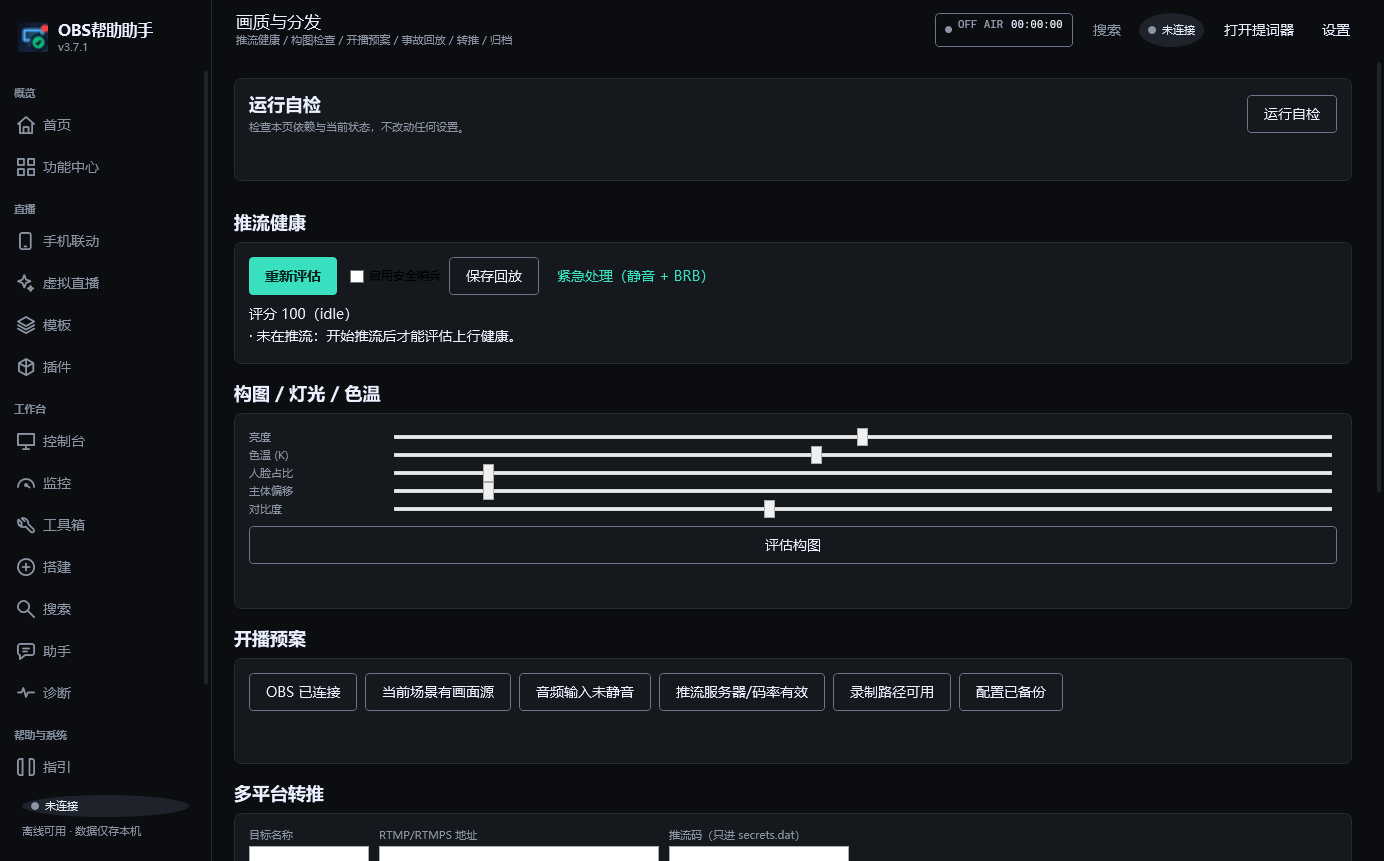 OBS帮助助手
v3.7.1
概览
首页
功能中心
直播
手机联动
虚拟直播
模板
插件
工作台
控制台
监控
工具箱
搭建
搜索
助手
诊断
帮助与系统
指引
未连接
离线可用 · 数据仅存本机
画质与分发
推流健康 / 构图检查 / 开播预案 / 事故回放 / 转推 / 归档
OFF AIR 00:00:00
搜索
未连接
打开提词器
设置
运行自检
检查本页依赖与当前状态，不改动任何设置。
运行自检
推流健康
重新评估
启用安全哨兵
保存回放
紧急处理（静音 + BRB）
评分 100（idle）
· 未在推流：开始推流后才能评估上行健康。
构图 / 灯光 / 色温
亮度
色温 (K)
人脸占比
主体偏移
对比度
评估构图
开播预案
OBS 已连接
当前场景有画面源
音频输入未静音
推流服务器/码率有效
录制路径可用
配置已备份
多平台转推
目标名称
RTMP/RTMPS 地址
推流码（只进 secrets.dat）